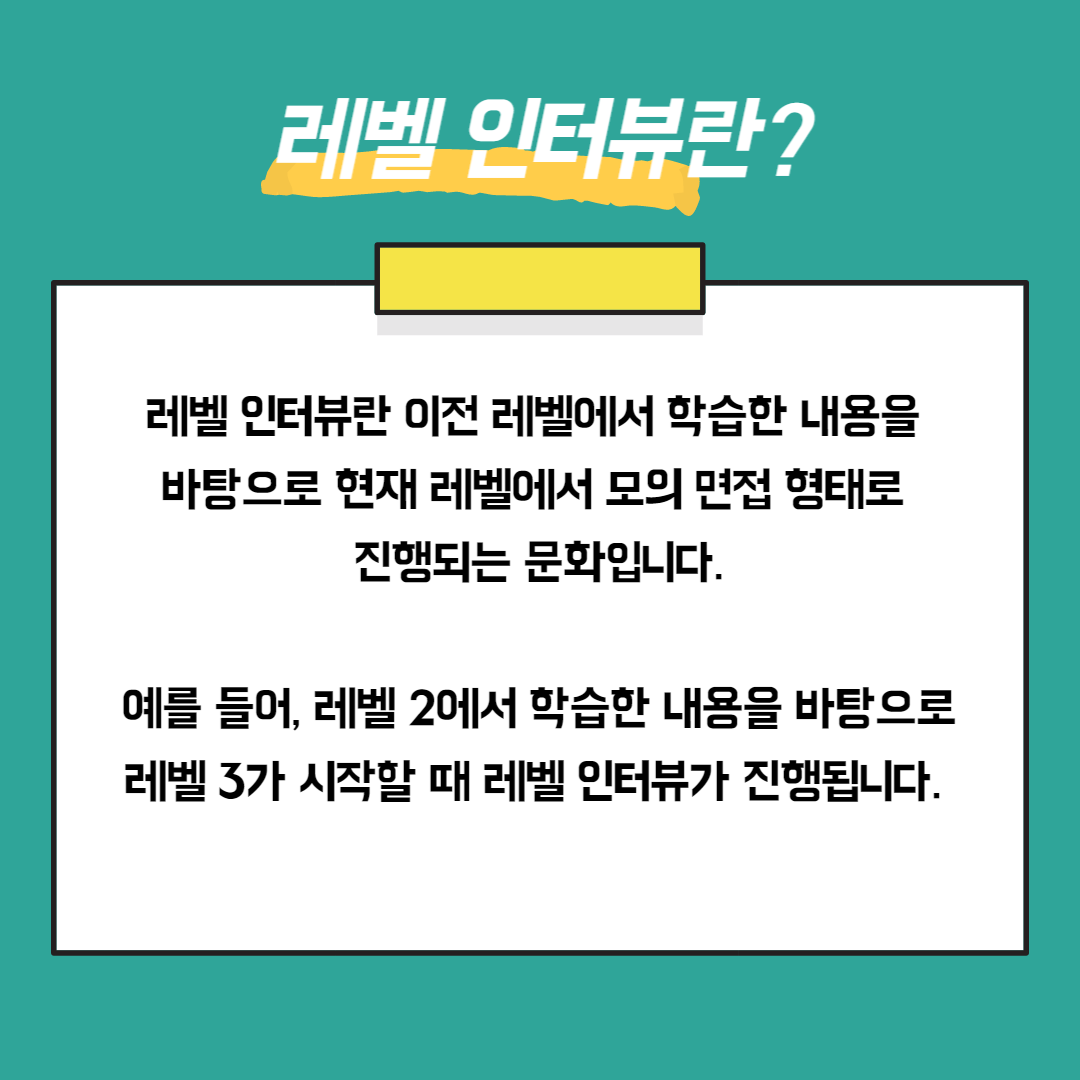 레벨 인터뷰란?
레벨 인터뷰란 이전 레벨에서 학습한 내용을
바탕으로 현재 레벨에서 모의 면접 형태로
진행되는 문화입니다.
예를 들어, 레벨 2에서 학습한 내용을 바탕으로
레벨 3가 시작할 때 레벨 인터뷰가 진행됩니다.